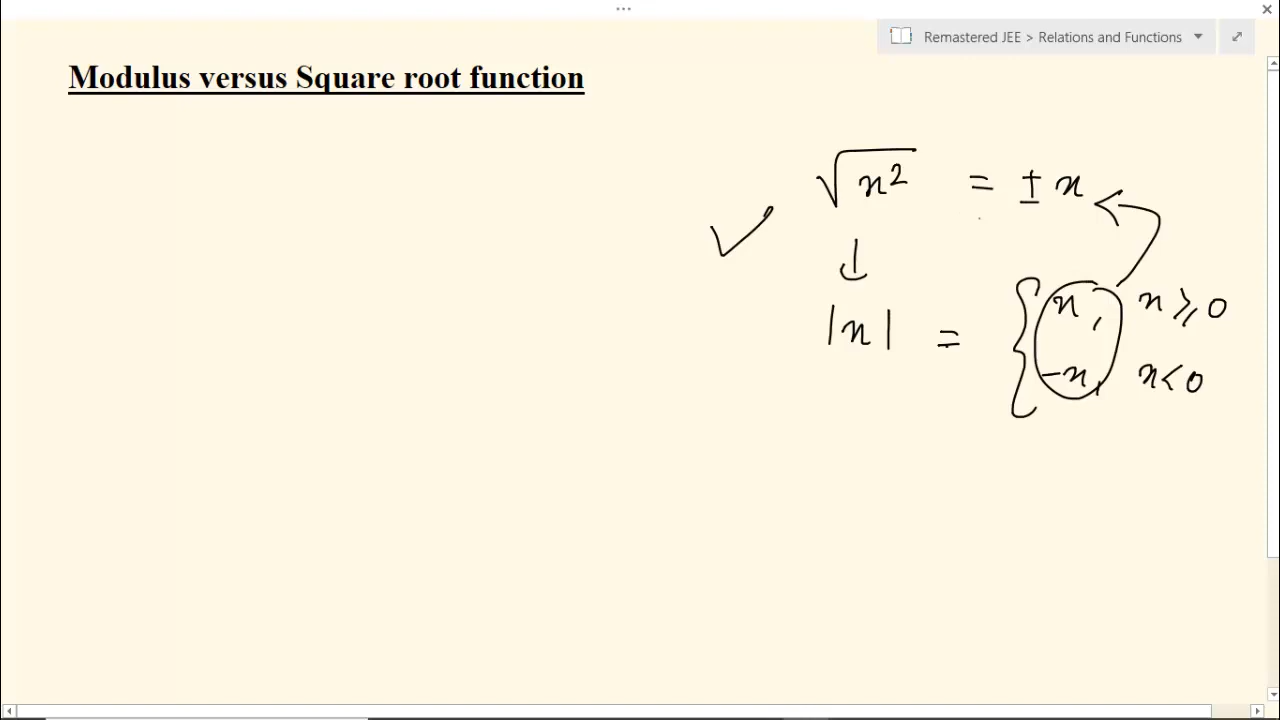 Remastered JEE > Relations and Functions
Modulus versus Square root function
√x² = ± x
|x| = { x, x ≥ 0
-x, x < 0